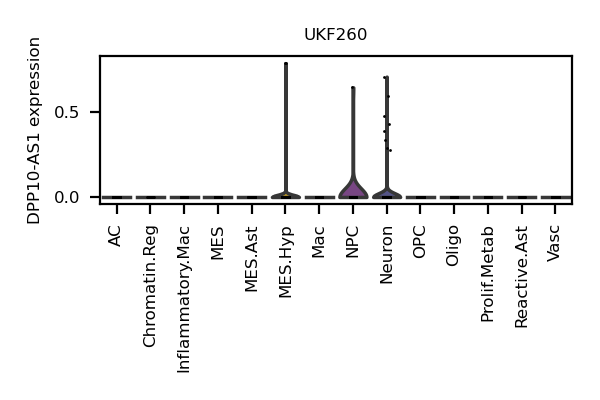 UKF260
DPP10-AS1 expression
0.5
0.0
AC
Chromatin.Reg
Inflammatory.Mac
MES
MES.Ast
MES.Hyp
Mac
NPC
Neuron
OPC
Oligo
Prolif.Metab
Reactive.Ast
Vasc